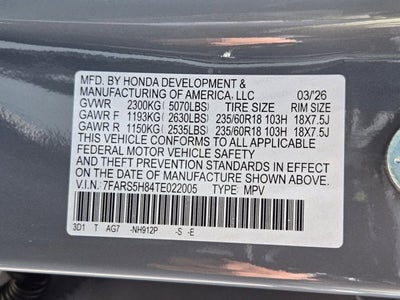 MFD. BY HONDA DEVELOPMENT &
MANUFACTURING OF AMERICA, LLC 03/'26
GVWR 2300KG (5070LBS) TIRE SIZE RIM SIZE
GAWR F 1193KG (2630LBS) 235/60R18 103H 18X7.5J
GAWR R 1150KG (2535LBS) 235/60R18 103H 18X7.5J
THIS VEHICLE CONFORMS TO ALL APPLICABLE
FEDERAL MOTOR VEHICLE SAFETY
AND THEFT PREVENTION STANDARDS IN EFFECT
ON THE DATE OF MANUFACTURE SHOWN ABOVE.
V.I.N: 7FARS5H84TE022005 TYPE: MPV
3D1 T AG7 -NH912P -S -E